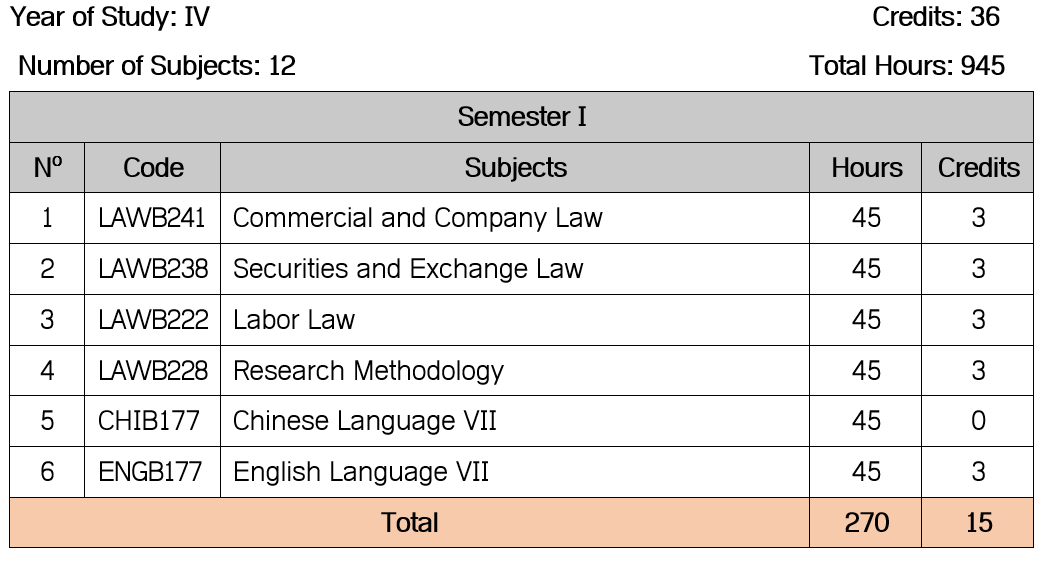 Year of Study: IV Credits: 36
Number of Subjects: 12 Total Hours: 945
Semester I
Nº Code Subjects Hours Credits
1 LAWB241 Commercial and Company Law 45 3
2 LAWB238 Securities and Exchange Law 45 3
3 LAWB222 Labor Law 45 3
4 LAWB228 Research Methodology 45 3
5 CHIB177 Chinese Language VII 45 0
6 ENGB177 English Language VII 45 3
Total 270 15